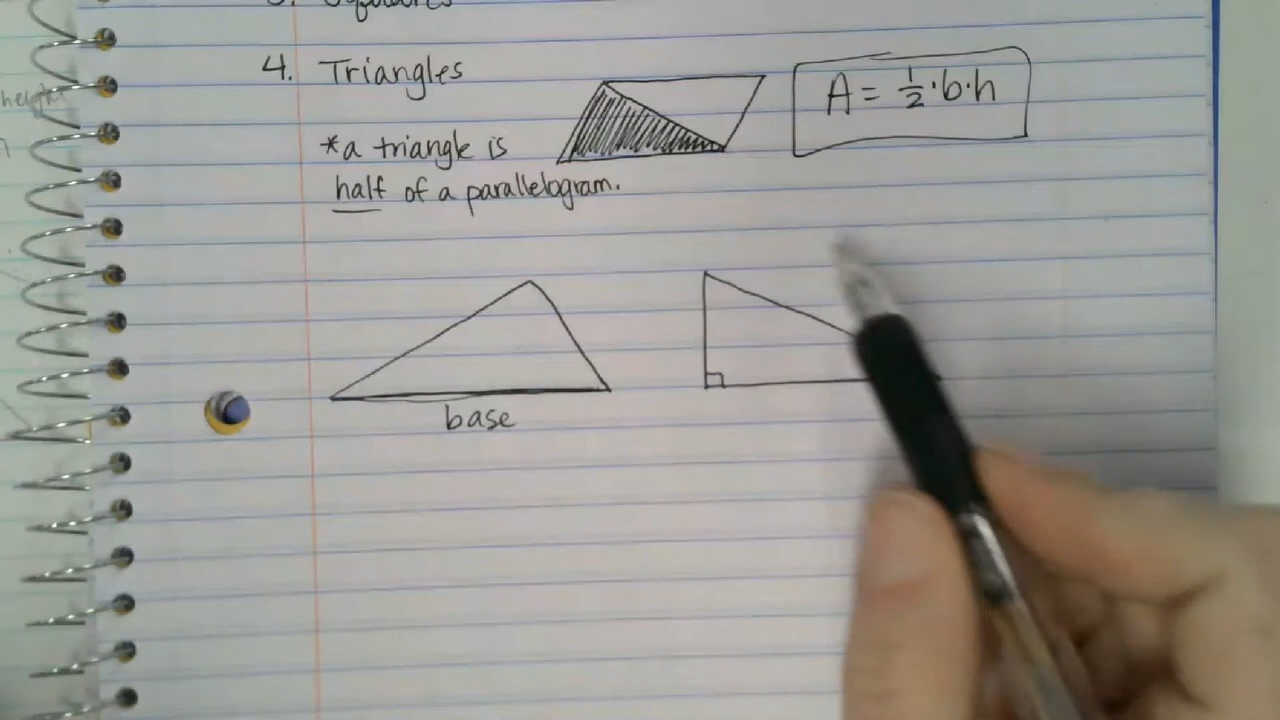 4. Triangles
A = 1/2 · b · h
*a triangle is
half of a parallelogram.
base